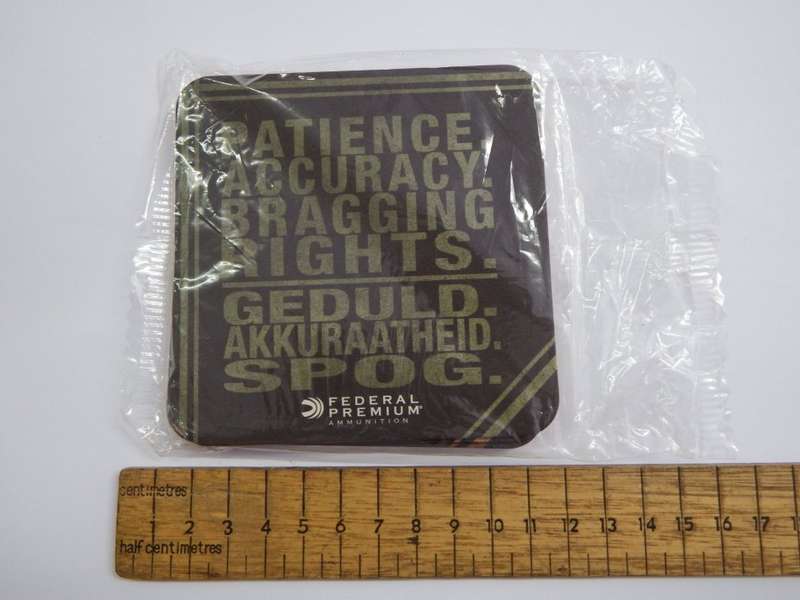 PATIENCE.
ACCURACY.
BRAGGING
RIGHTS.
GEDULD.
AKKURAATHEID.
SPOG.
FEDERAL
PREMIUM®
AMMUNITION
centimetres
1 2 3 4 5 6 7 8 9 10 11 12 13 14 15 16 17
half centimetres